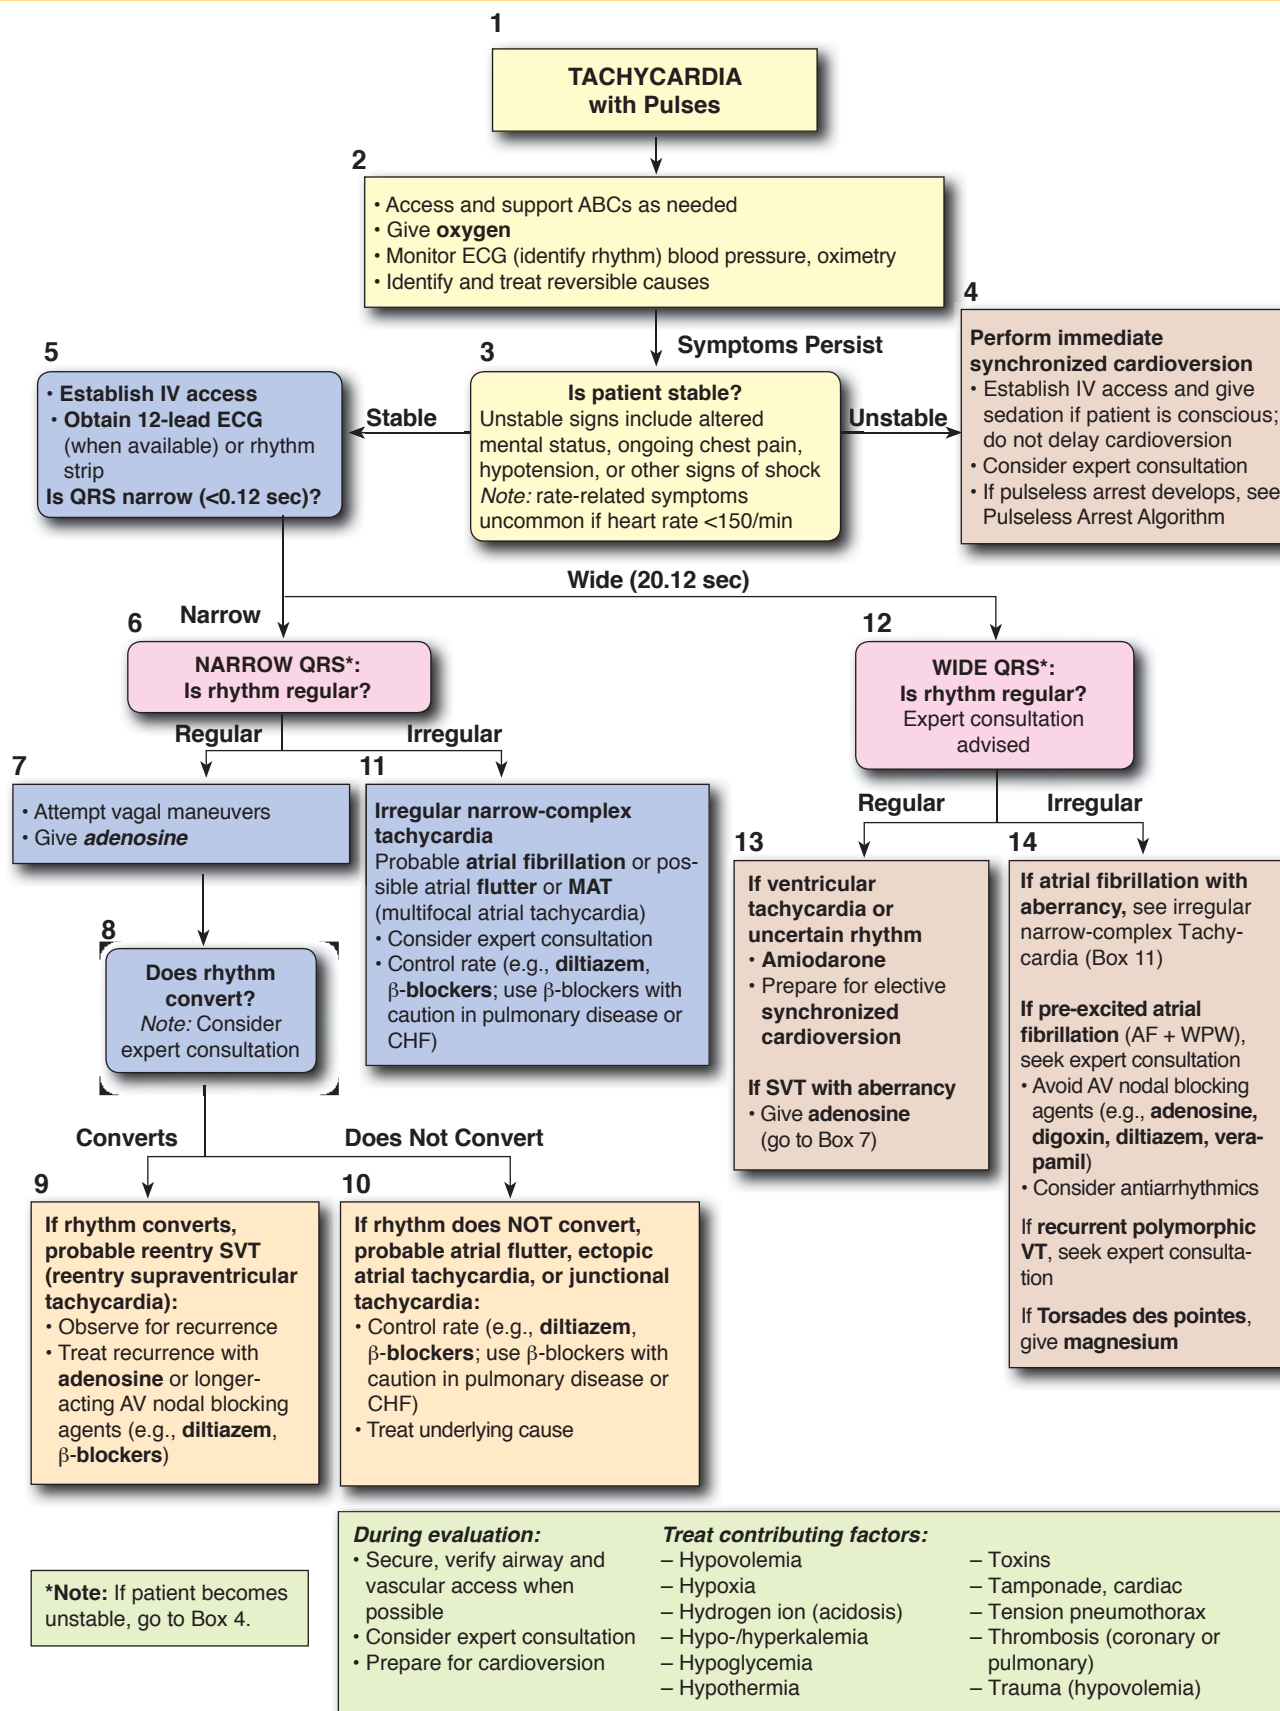 1
TACHYCARDIA
with Pulses
2
• Access and support ABCs as needed
• Give oxygen
• Monitor ECG (identify rhythm) blood pressure, oximetry
• Identify and treat reversible causes
Symptoms Persist
3
Is patient stable?
Unstable signs include altered
mental status, ongoing chest pain,
hypotension, or other signs of shock
Note: rate-related symptoms
uncommon if heart rate <150/min
Stable
Unstable
4
Perform immediate
synchronized cardioversion
• Establish IV access and give
sedation if patient is conscious;
do not delay cardioversion
• Consider expert consultation
• If pulseless arrest develops, see
Pulseless Arrest Algorithm
5
• Establish IV access
• Obtain 12-lead ECG
(when available) or rhythm
strip
Is QRS narrow (<0.12 sec)?
Narrow
Wide (20.12 sec)
6
NARROW QRS*:
Is rhythm regular?
Regular
Irregular
7
• Attempt vagal maneuvers
• Give adenosine
8
Does rhythm
convert?
Note: Consider
expert consultation
Converts
Does Not Convert
9
If rhythm converts,
probable reentry SVT
(reentry supraventricular
tachycardia):
• Observe for recurrence
• Treat recurrence with
adenosine or longer-
acting AV nodal blocking
agents (e.g., diltiazem,
β-blockers)
10
If rhythm does NOT convert,
probable atrial flutter, ectopic
atrial tachycardia, or junctional
tachycardia:
• Control rate (e.g., diltiazem,
β-blockers; use β-blockers with
caution in pulmonary disease or
CHF)
• Treat underlying cause
11
Irregular narrow-complex
tachycardia
Probable atrial fibrillation or pos-
sible atrial flutter or MAT
(multifocal atrial tachycardia)
• Consider expert consultation
• Control rate (e.g., diltiazem,
β-blockers; use β-blockers with
caution in pulmonary disease or
CHF)
12
WIDE QRS*:
Is rhythm regular?
Expert consultation
advised
Regular
Irregular
13
If ventricular
tachycardia or
uncertain rhythm
• Amiodarone
• Prepare for elective
synchronized
cardioversion
If SVT with aberrancy
• Give adenosine
(go to Box 7)
14
If atrial fibrillation with
aberrancy, see irregular
narrow-complex Tachy-
cardia (Box 11)
If pre-excited atrial
fibrillation (AF + WPW),
seek expert consultation
• Avoid AV nodal blocking
agents (e.g., adenosine,
digoxin, diltiazem, vera-
pamil)
• Consider antiarrhythmics
If recurrent polymorphic
VT, seek expert consulta-
tion
If Torsades des pointes,
give magnesium
*Note: If patient becomes
unstable, go to Box 4.
During evaluation:
• Secure, verify airway and
vascular access when
possible
• Consider expert consultation
• Prepare for cardioversion
Treat contributing factors:
– Hypovolemia
– Hypoxia
– Hydrogen ion (acidosis)
– Hypo-/hyperkalemia
– Hypoglycemia
– Hypothermia
– Toxins
– Tamponade, cardiac
– Tension pneumothorax
– Thrombosis (coronary or
pulmonary)
– Trauma (hypovolemia)